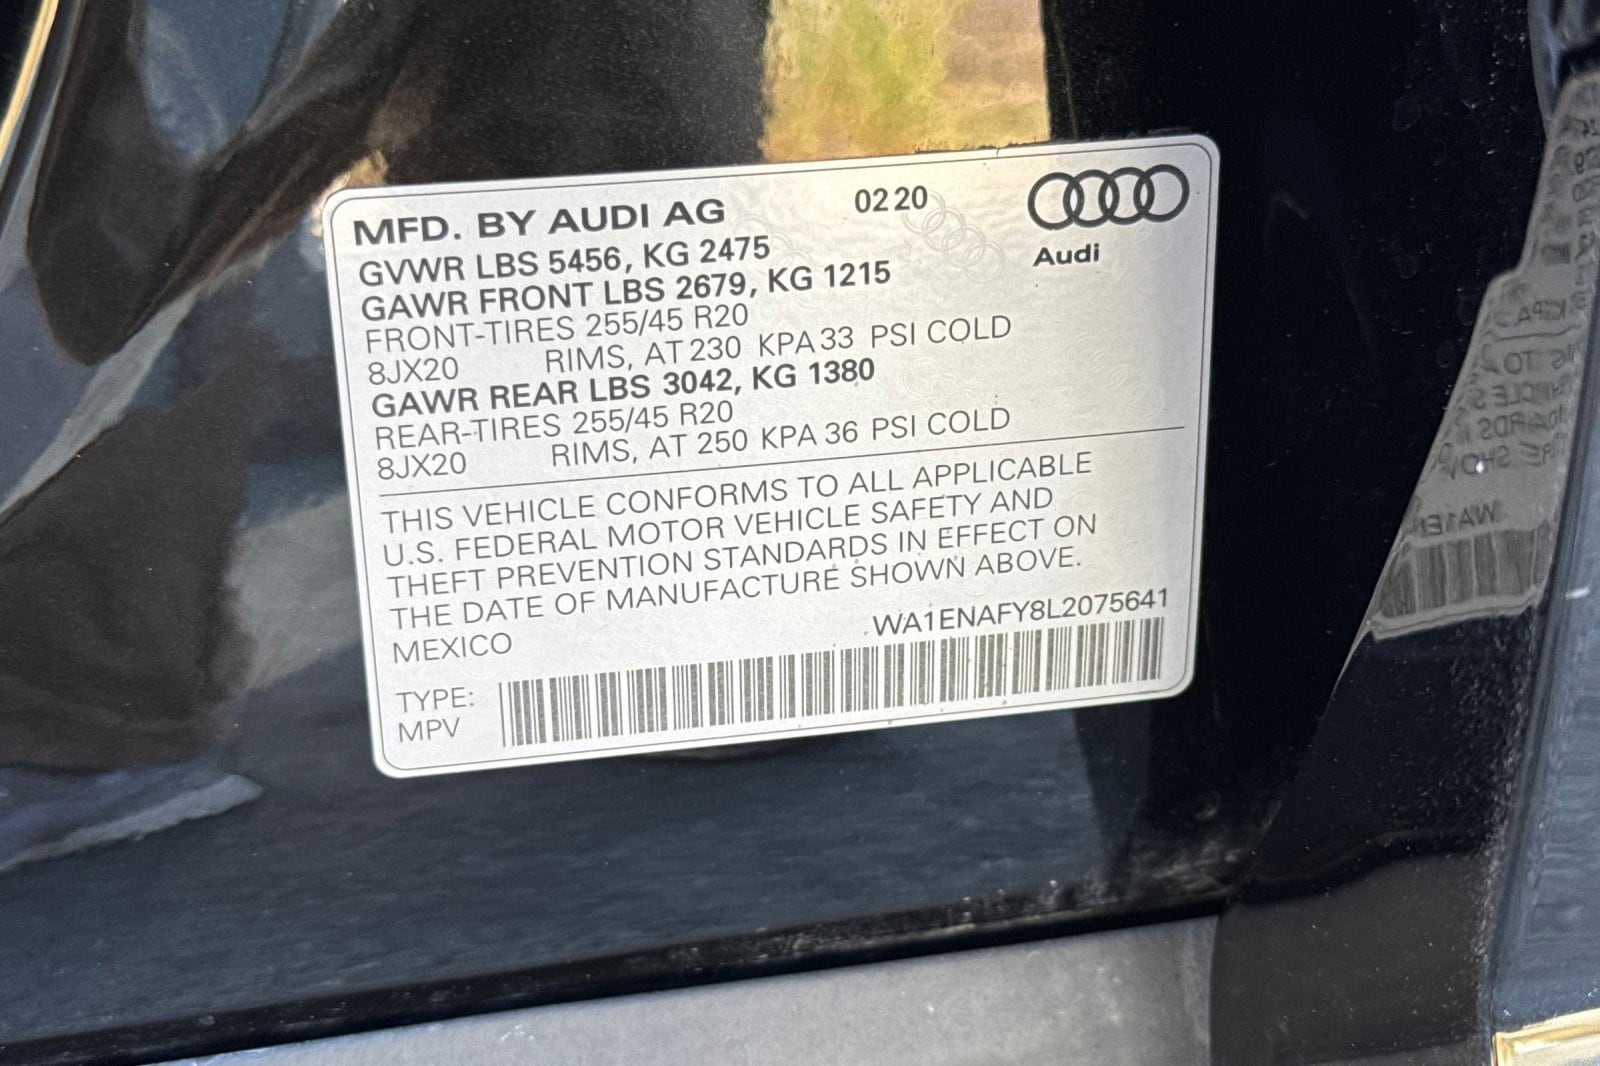 MFD. BY AUDI AG 02 20
Audi
GVWR LBS 5456, KG 2475
GAWR FRONT LBS 2679, KG 1215
FRONT-TIRES 255/45 R20
8JX20 RIMS, AT 230 KPA 33 PSI COLD
GAWR REAR LBS 3042, KG 1380
REAR-TIRES 255/45 R20
8JX20 RIMS, AT 250 KPA 36 PSI COLD
THIS VEHICLE CONFORMS TO ALL APPLICABLE
U.S. FEDERAL MOTOR VEHICLE SAFETY AND
THEFT PREVENTION STANDARDS IN EFFECT ON
THE DATE OF MANUFACTURE SHOWN ABOVE.
MEXICO WA1ENAFY8L2075641
TYPE:
MPV